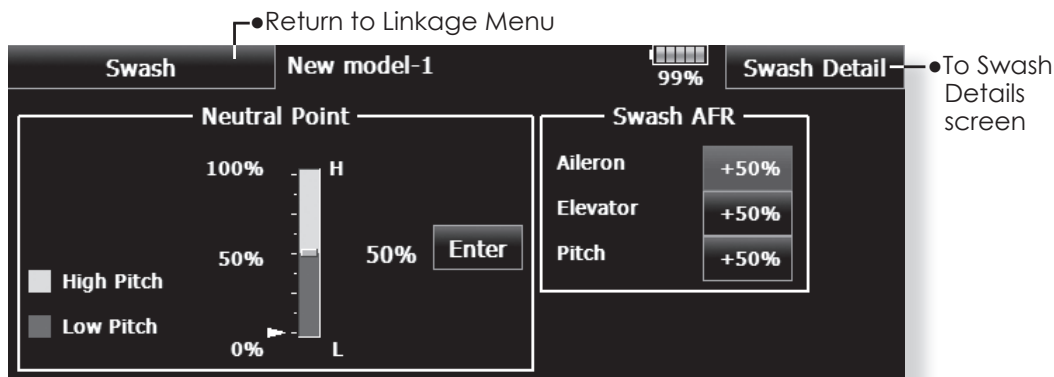 ●Return to Linkage Menu
Swash New model-1 99% Swash Detail
●To Swash
Details
screen
Neutral Point
Swash AFR
100% H
Aileron +50%
Elevator +50%
50% 50% Enter
Pitch +50%
High Pitch
Low Pitch
0% L